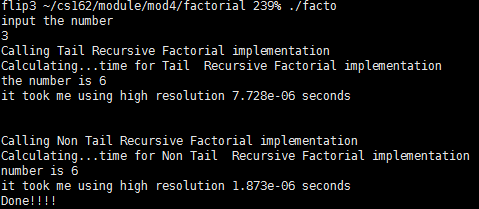 flip3 ~/cs162/module/mod4/factorial 239% ./facto
input the number
3
Calling Tail Recursive Factorial implementation
Calculating...time for Tail  Recursive Factorial implementation
the number is 6
it took me using high resolution 7.728e-06 seconds
Calling Non Tail Recursive Factorial implementation
Calculating...time for Non Tail  Recursive Factorial implementation
number is 6
it took me using high resolution 1.873e-06 seconds
Done!!!!